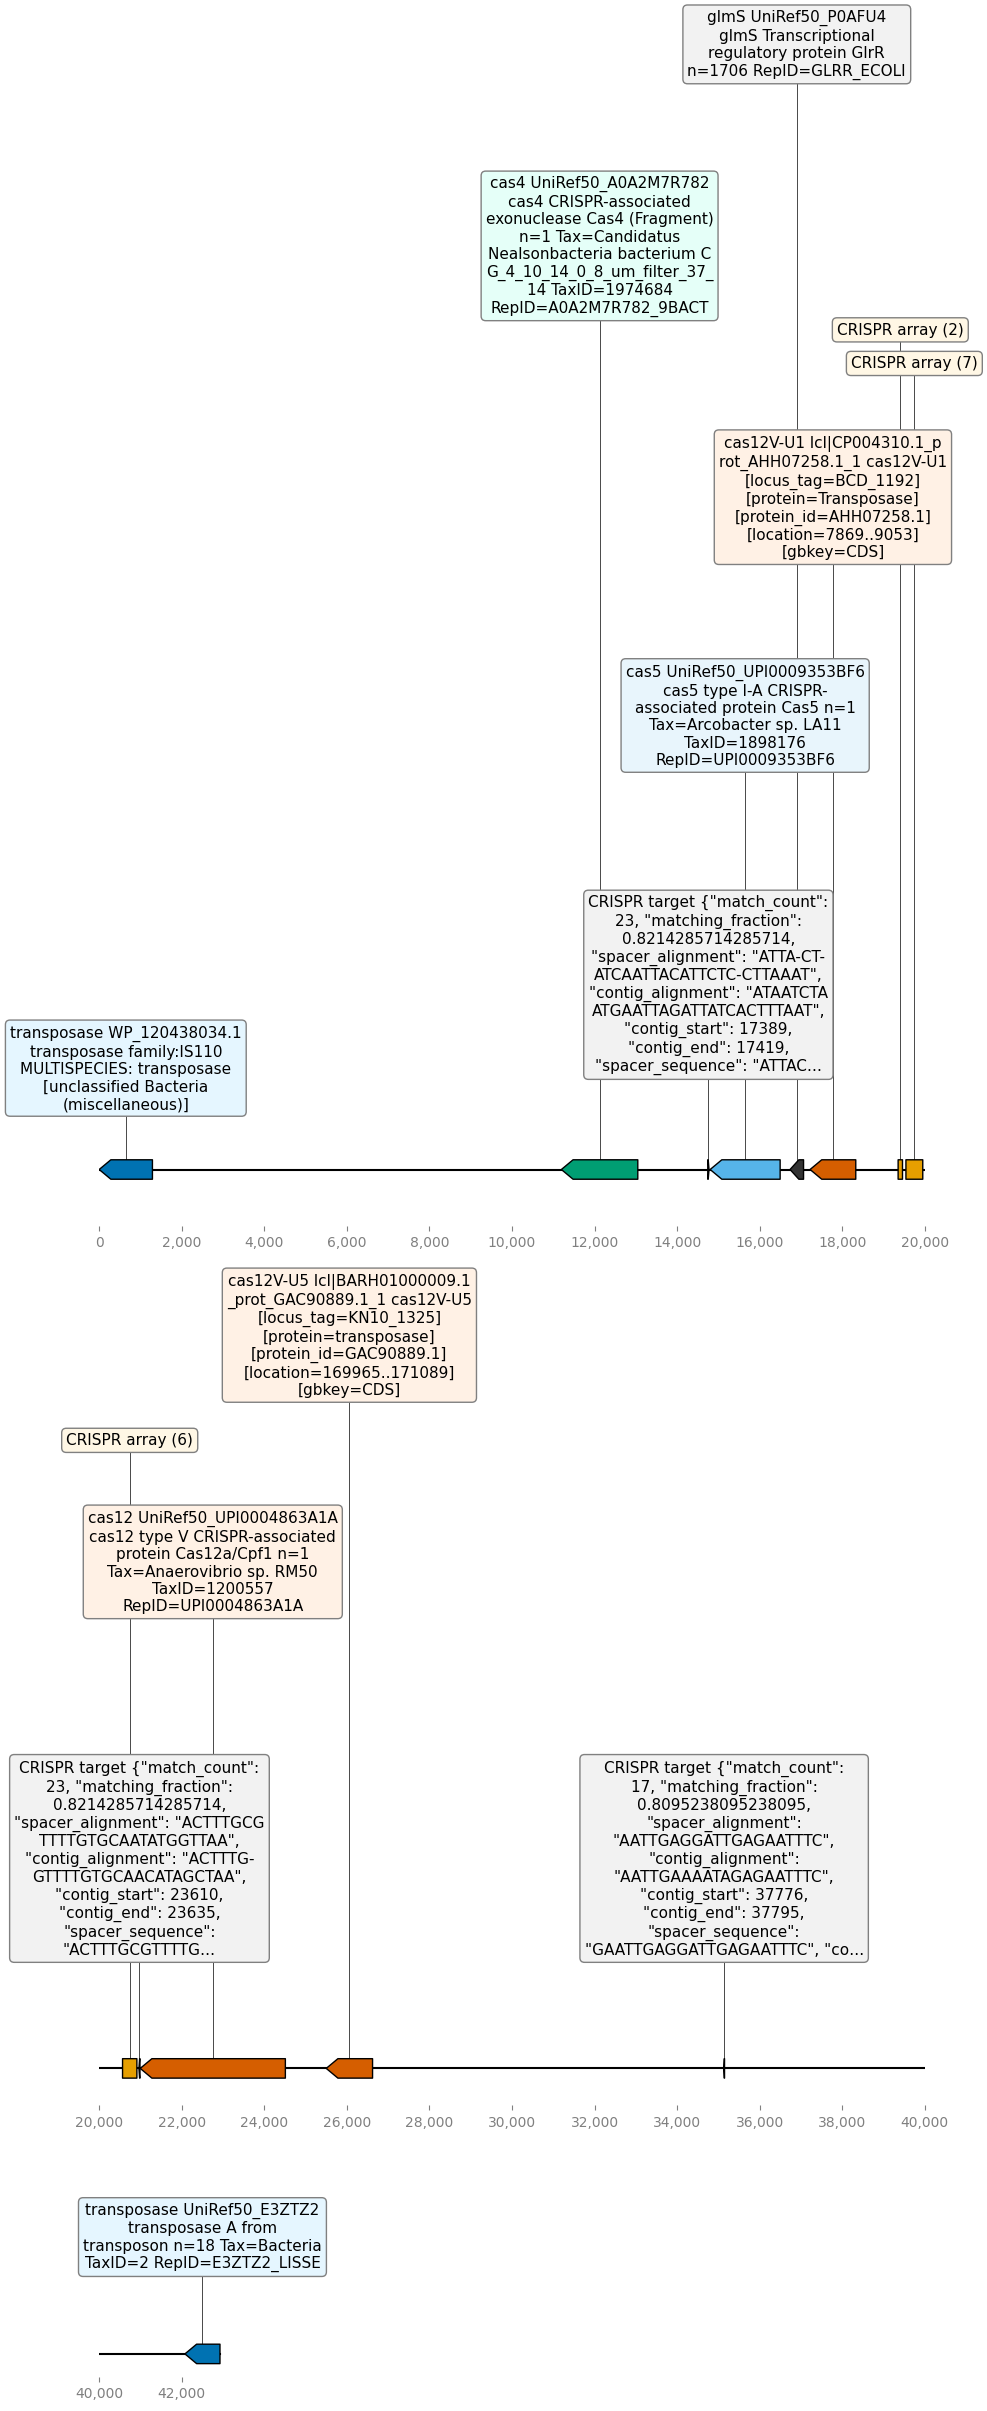 glmS UniRef50_P0AFU4
glmS Transcriptional
regulatory protein GlrR
n=1706 RepID=GLRR_ECOLI
cas4 UniRef50_A0A2M7R782
cas4 CRISPR-associated
exonuclease Cas4 (Fragment)
n=1 Tax=Candidatus
Nealsonbacteria bacterium C
G_4_10_14_0_8_um_filter_37_
14 TaxID=1974684
RepID=A0A2M7R782_9BACT
CRISPR array (2)
CRISPR array (7)
cas12V-U1 lcl|CP004310.1_p
rot_AHH07258.1_1 cas12V-U1
[locus_tag=BCD_1192]
[protein=Transposase]
[protein_id=AHH07258.1]
[location=7869..9053]
[gbkey=CDS]
cas5 UniRef50_UPI0009353BF6
cas5 type I-A CRISPR-
associated protein Cas5 n=1
Tax=Arcobacter sp. LA11
TaxID=1898176
RepID=UPI0009353BF6
CRISPR target {"match_count":
23, "matching_fraction":
0.8214285714285714,
"spacer_alignment": "ATTA-CT-
ATCAATTACATTCTC-CTTAAAT",
"contig_alignment": "ATAATCTA
ATGAATTAGATTATCACTTTAAT",
"contig_start": 17389,
"contig_end": 17419,
"spacer_sequence": "ATTAC...
transposase WP_120438034.1
transposase family:IS110
MULTISPECIES: transposase
[unclassified Bacteria
(miscellaneous)]
0 2,000 4,000 6,000 8,000 10,000 12,000 14,000 16,000 18,000 20,000
cas12V-U5 lcl|BARH01000009.1
_prot_GAC90889.1_1 cas12V-U5
[locus_tag=KN10_1325]
[protein=transposase]
[protein_id=GAC90889.1]
[location=169965..171089]
[gbkey=CDS]
CRISPR array (6)
cas12 UniRef50_UPI0004863A1A
cas12 type V CRISPR-associated
protein Cas12a/Cpf1 n=1
Tax=Anaerovibrio sp. RM50
TaxID=1200557
RepID=UPI0004863A1A
CRISPR target {"match_count":
23, "matching_fraction":
0.8214285714285714,
"spacer_alignment": "ACTTTGCG
TTTTGTGCAATATGGTTAA",
"contig_alignment": "ACTTTG-
GTTTTGTGCAACATAGCTAA",
"contig_start": 23610,
"contig_end": 23635,
"spacer_sequence":
"ACTTTGCGTTTTG...
CRISPR target {"match_count":
17, "matching_fraction":
0.8095238095238095,
"spacer_alignment":
"AATTGAGGATTGAGAATTTC",
"contig_alignment":
"AATTGAAAATAGAGAATTTC",
"contig_start": 37776,
"contig_end": 37795,
"spacer_sequence":
"GAATTGAGGATTGAGAATTTC", "co...
20,000 22,000 24,000 26,000 28,000 30,000 32,000 34,000 36,000 38,000 40,000
transposase UniRef50_E3ZTZ2
transposase A from
transposon n=18 Tax=Bacteria
TaxID=2 RepID=E3ZTZ2_LISSE
40,000 42,000